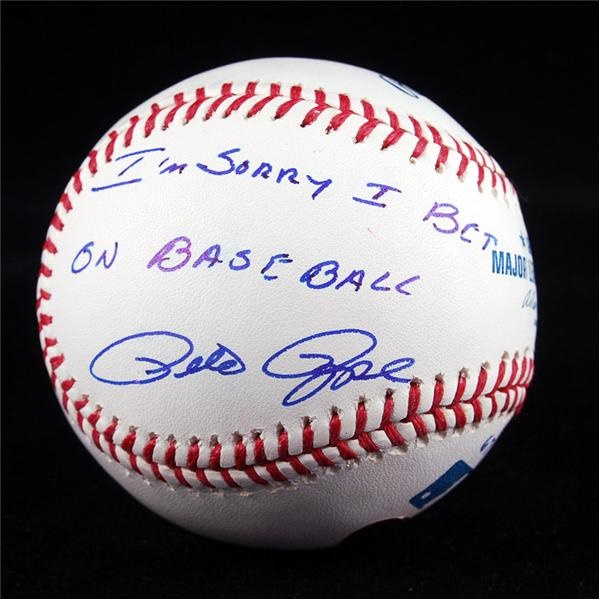 I'm SORRY I BET
ON BASEBALL
Pete Rose
MAJOR